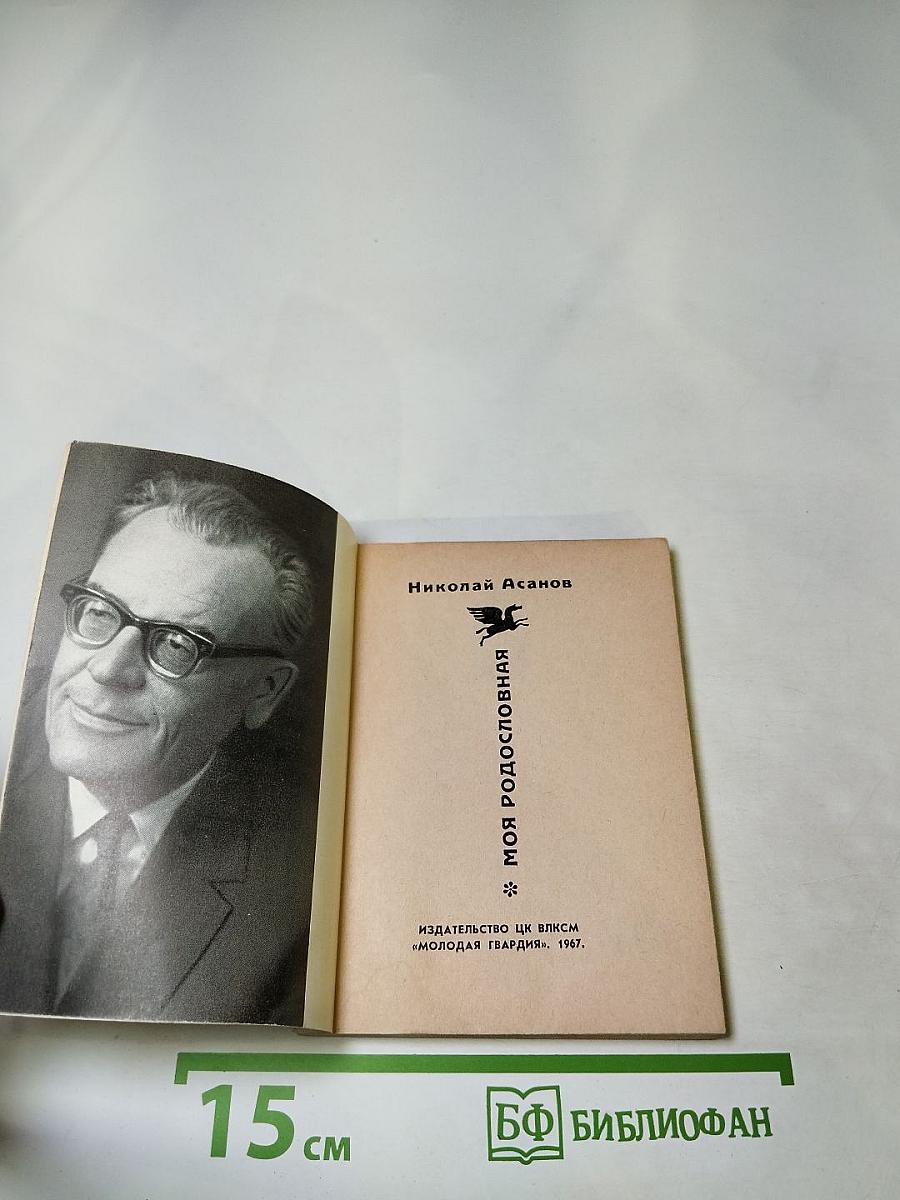 Николай Асанов
МОЯ РОДОСЛОВНАЯ
ИЗДАТЕЛЬСТВО ЦК ВЛКСМ
«МОЛОДАЯ ГВАРДИЯ». 1967.
15 см
БФ БИБЛИОФАН